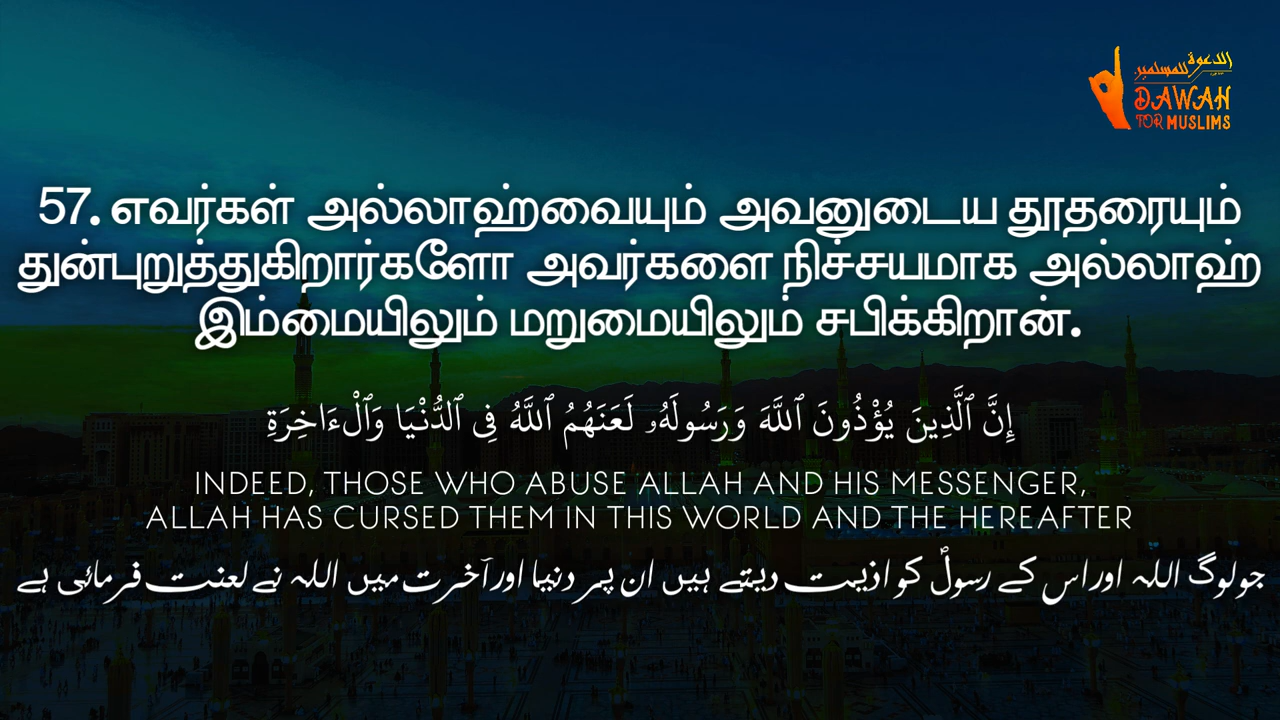 الدعوة للمسلمين
DAWAH
FOR MUSLIMS
57. எவர்கள் அல்லாஹ்வையும் அவனுடைய தூதரையும்
துன்புறுத்துகிறார்களோ அவர்களை நிச்சயமாக அல்லாஹ்
இம்மையிலும் மறுமையிலும் சபிக்கிறான்.
إِنَّ ٱلَّذِينَ يُؤْذُونَ ٱللَّهَ وَرَسُولَهُۥ لَعَنَهُمُ ٱللَّهُ فِى ٱلدُّنْيَا وَٱلْءَاخِرَةِ
INDEED, THOSE WHO ABUSE ALLAH AND HIS MESSENGER,
ALLAH HAS CURSED THEM IN THIS WORLD AND THE HEREAFTER
جو لوگ اللہ اور اس کے رسولؐ کو اذیت دیتے ہیں ان پر دنیا اور آخرت میں اللہ نے لعنت فرمائی ہے